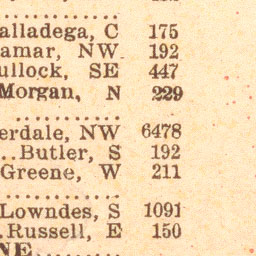 alladega, C 175
amar, NW 192
ullock, SE 447
Morgan, N 229
..............
erdale, NW 6478
...Butler, S 192
Greene, W 211
..............
Lowndes, S 1091
.Russell, E 150
NE..........